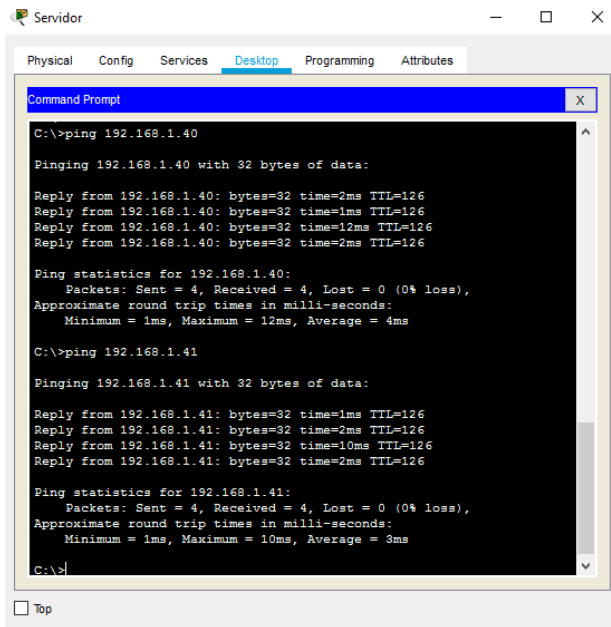 Servidor
Physical Config Services Desktop Programming Attributes
Command Prompt X
C:\>ping 192.168.1.40
Pinging 192.168.1.40 with 32 bytes of data:
Reply from 192.168.1.40: bytes=32 time=2ms TTL=126
Reply from 192.168.1.40: bytes=32 time=1ms TTL=126
Reply from 192.168.1.40: bytes=32 time=12ms TTL=126
Reply from 192.168.1.40: bytes=32 time=2ms TTL=126
Ping statistics for 192.168.1.40:
Packets: Sent = 4, Received = 4, Lost = 0 (0% loss),
Approximate round trip times in milli-seconds:
Minimum = 1ms, Maximum = 12ms, Average = 4ms
C:\>ping 192.168.1.41
Pinging 192.168.1.41 with 32 bytes of data:
Reply from 192.168.1.41: bytes=32 time=1ms TTL=126
Reply from 192.168.1.41: bytes=32 time=2ms TTL=126
Reply from 192.168.1.41: bytes=32 time=10ms TTL=126
Reply from 192.168.1.41: bytes=32 time=2ms TTL=126
Ping statistics for 192.168.1.41:
Packets: Sent = 4, Received = 4, Lost = 0 (0% loss),
Approximate round trip times in milli-seconds:
Minimum = 1ms, Maximum = 10ms, Average = 3ms
C:\>
Top